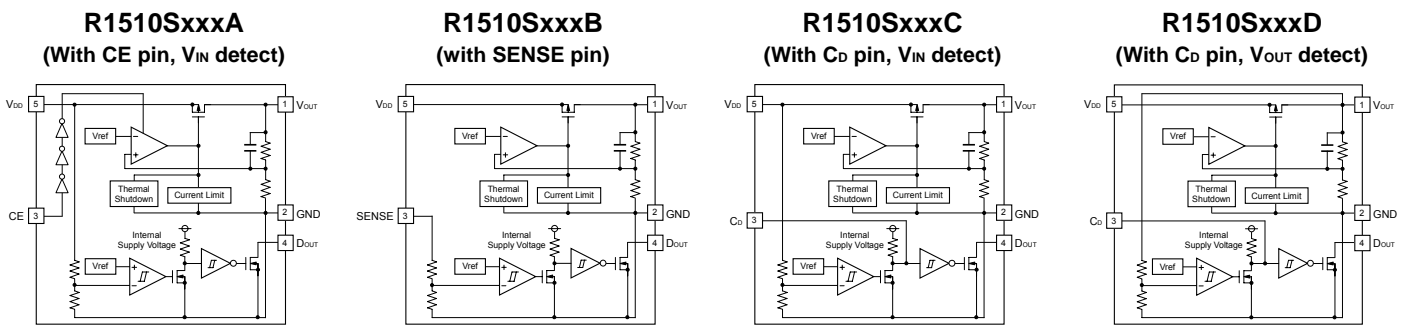 R1510SxxxA
(With CE pin, VIN detect)
VDD 5
1 VOUT
Vref
−
+
Thermal
Shutdown
Current Limit
CE 3
2 GND
4 DOUT
Internal
Supply Voltage
Vref
+
−
R1510SxxxB
(with SENSE pin)
VDD 5
1 VOUT
Vref
−
+
Thermal
Shutdown
Current Limit
SENSE 3
2 GND
4 DOUT
Internal
Supply Voltage
Vref
+
−
R1510SxxxC
(With CD pin, VIN detect)
VDD 5
1 VOUT
Vref
−
+
Thermal
Shutdown
Current Limit
CD 3
2 GND
4 DOUT
Internal
Supply Voltage
Vref
+
−
R1510SxxxD
(With CD pin, VOUT detect)
VDD 5
1 VOUT
Vref
−
+
Thermal
Shutdown
Current Limit
CD 3
2 GND
4 DOUT
Internal
Supply Voltage
Vref
+
−